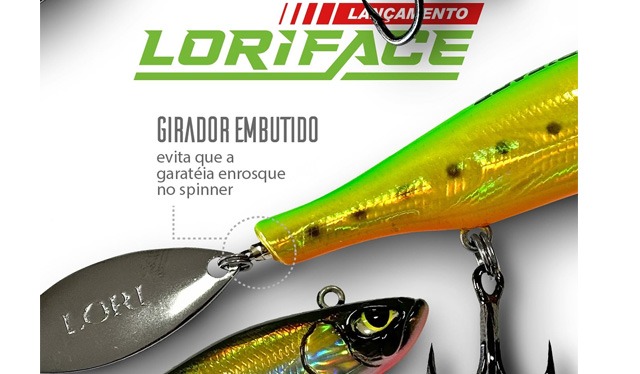 LANÇAMENTO
LORIFACE
GIRADOR EMBUTIDO
evita que a
garatéia enrosque
no spinner
LORI